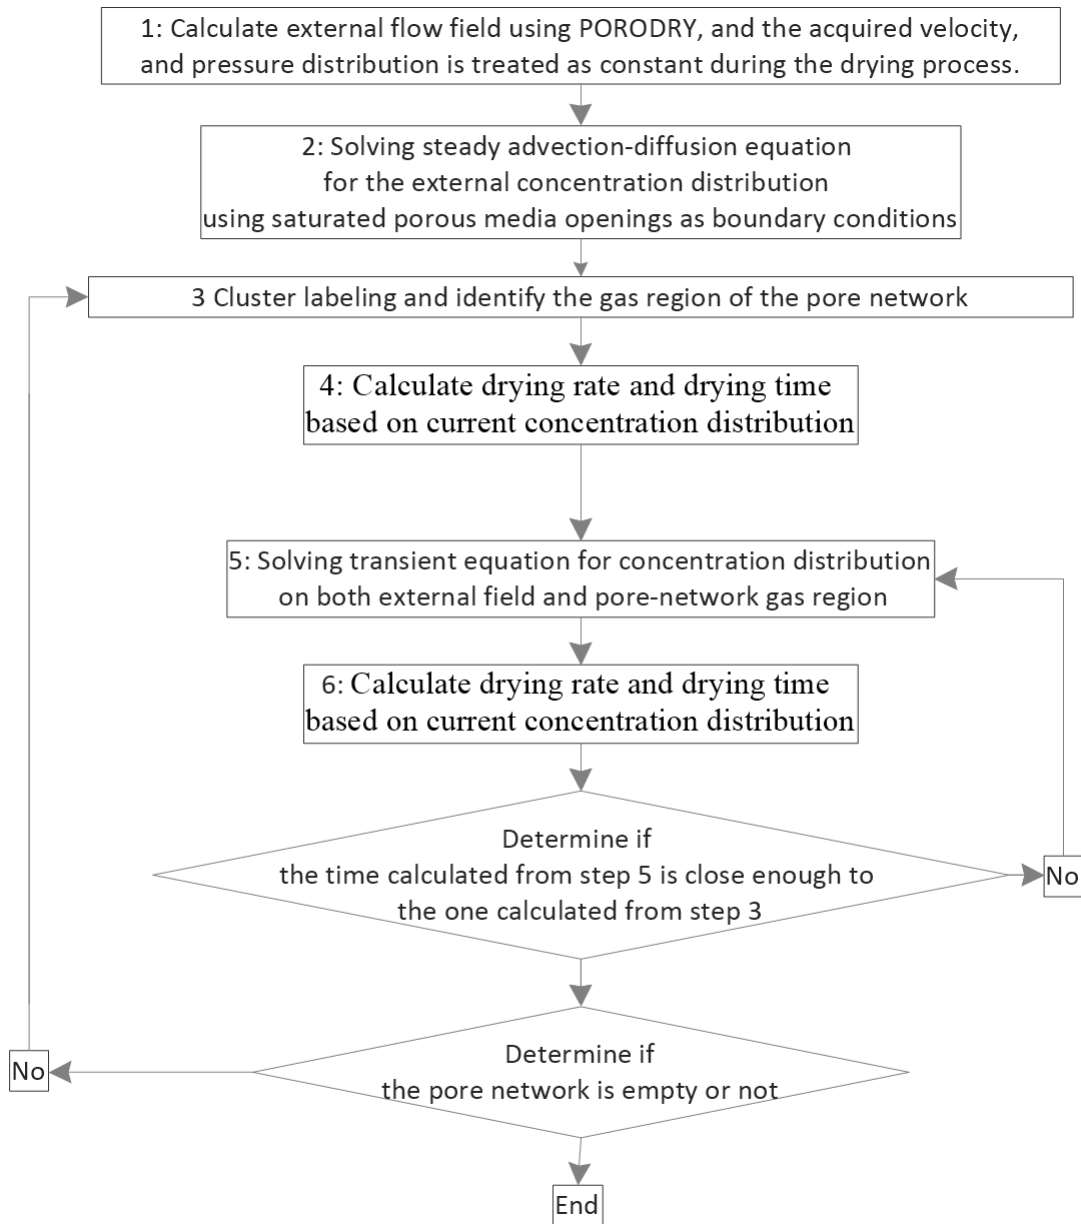 1: Calculate external flow field using PORODRY, and the acquired velocity,
and pressure distribution is treated as constant during the drying process.
2: Solving steady advection-diffusion equation
for the external concentration distribution
using saturated porous media openings as boundary conditions
3 Cluster labeling and identify the gas region of the pore network
4: Calculate drying rate and drying time
based on current concentration distribution
5: Solving transient equation for concentration distribution
on both external field and pore-network gas region
6: Calculate drying rate and drying time
based on current concentration distribution
Determine if
the time calculated from step 5 is close enough to
the one calculated from step 3
No
Determine if
the pore network is empty or not
No
End